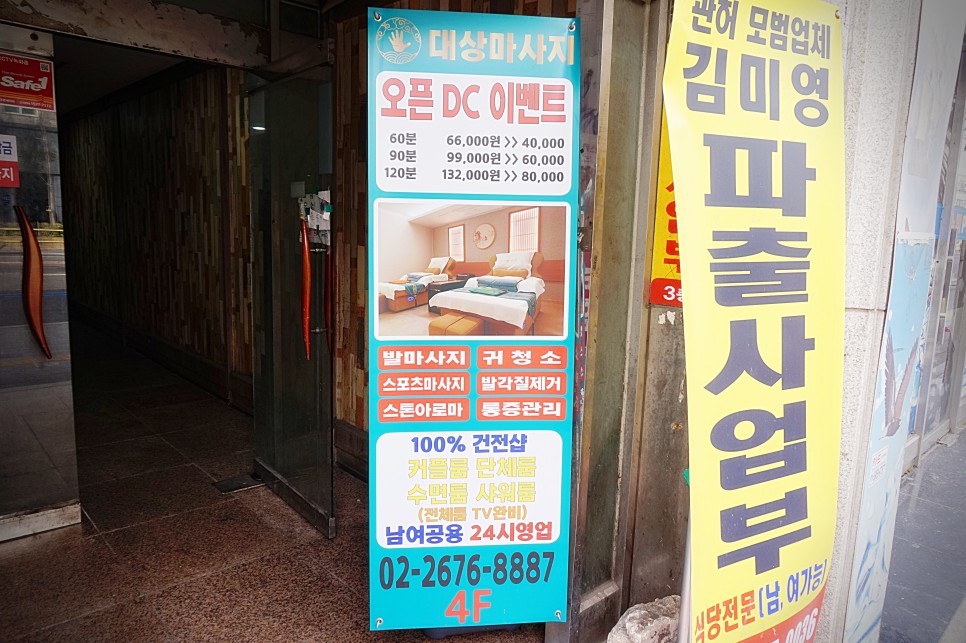 대상마사지
오픈 DC 이벤트
60분 66,000원 >> 40,000
90분 99,000원 >> 60,000
120분 132,000원 >> 80,000
발마사지 귀청소
스포츠마사지 발각질제거
스톤아로마 통증관리
100% 건전샵
커플룸 단체룸
수면룸 샤워룸
(전체룸 TV완비)
남여공용 24시영업
02-2676-8887
4F
관허 모범업체
김미영
파출사업부
식당전문(남, 여가능)
Safe1